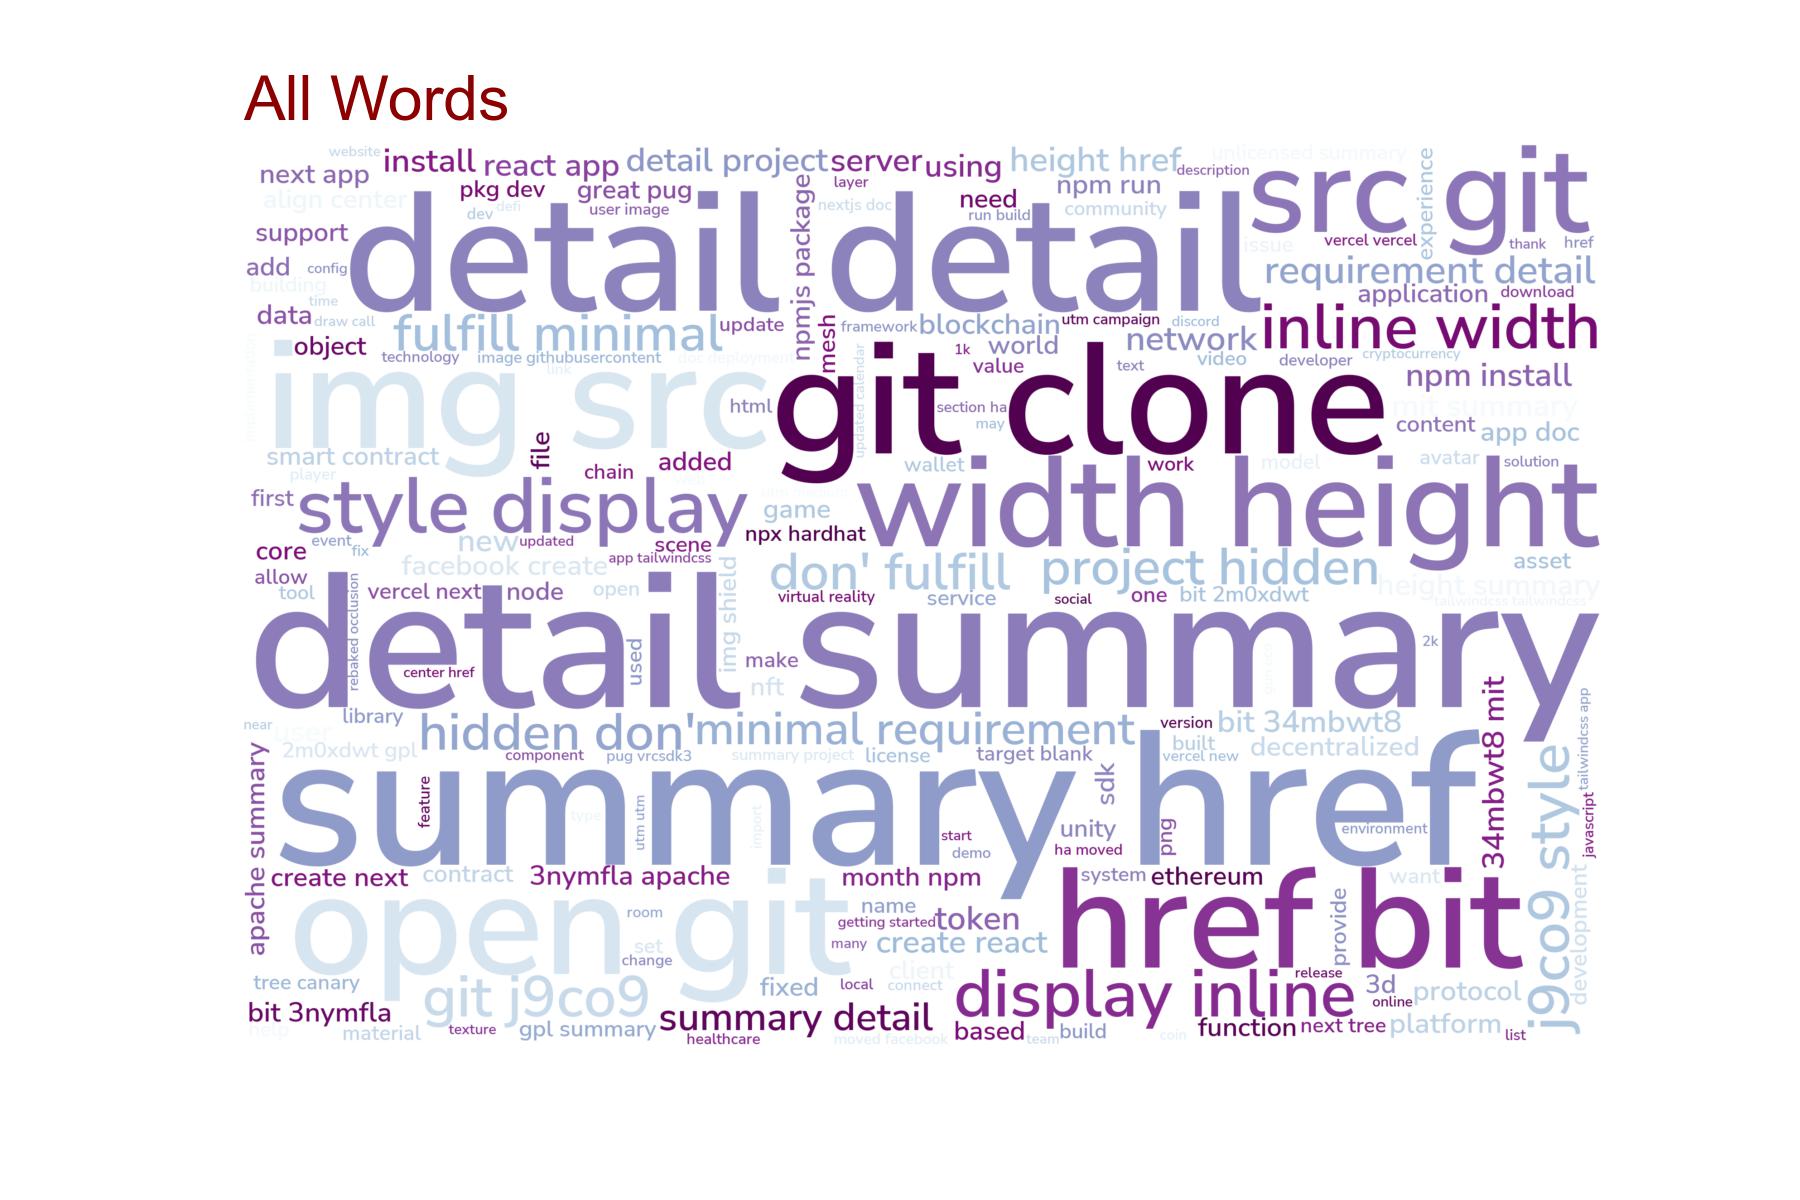 All Words
website
install
react app
detail project
server
using
height href
unlicensed summary
next app
pkg dev
great pug
layer
need
npm run
description
experience
src git
align center
dev
defi
user image
npmjs package
nextjs doc
run build
community
support
detail detail
issue
vercel vercel
thank
href
add
config
building
requirement detail
time
application
download
data
draw call
fulfill minimal
update
mesh
framework
blockchain
utm campaign
discord
network
inline width
object
technology
image githubusercontent
doc deployment
link
1k
world
value
text
video
developer
cryptocurrency
img src
updated calendar
git clone
npm install
html
section ha
may
mit summary
content
app doc
smart contract
file
player
chain
added
wallet
work
model
avatar
solution
first
style display
game
width height
npx hardhat
core
event
fix
new
updated
scene
facebook create
app tailwindcss
img shield
don' fulfill
project hidden
asset
allow
tool
rebaked occlusion
vercel next
node
open
virtual reality
service
social
one
bit 2m0xdwt
height summary
tailwindcss tailwindcss
detail summary
center href
used
make
nft
2k
near
user
library
hidden don'
minimal requirement
version
bit 34mbwt8
34mbwt8 mit
tailwindcss app
2m0xdwt gpl
component
pug vrcsdk3
summary project
license
target blank
built
vercel new
decentralized
apache summary
summary href
sdk
feature
type
utm utm
import
start
demo
unity
ha moved
png
environment
j9co9 style
javascript
create next
contract
3nymfla apache
month npm
system
ethereum
want
development
open git
room
set
change
name
getting started
token
many
create react
href bit
provide
tree canary
client
connect
git j9co9
fixed
local
display inline
release
3d
online
protocol
bit 3nymfla
help
material
texture
gpl summary
summary detail
healthcare
moved facebook
based
team
build
coin
function
next tree
platform
list